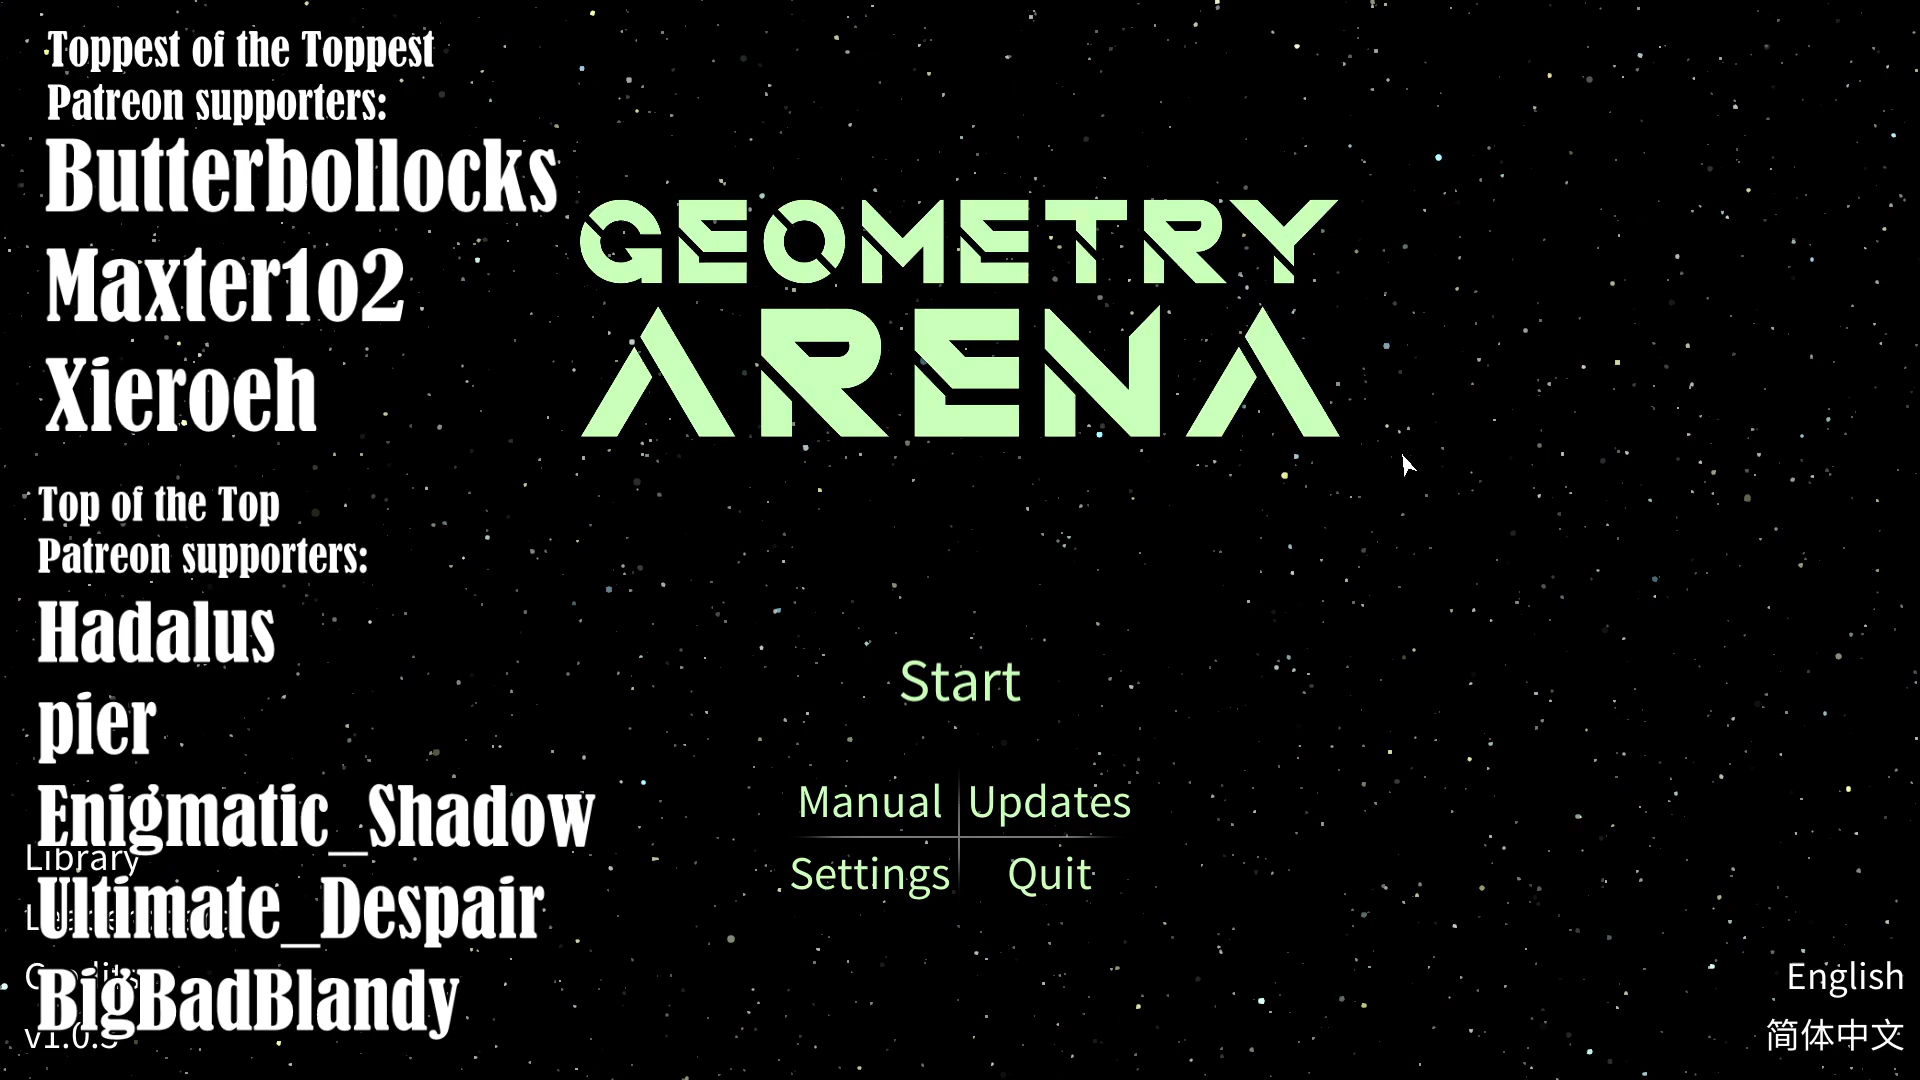 Toppest of the Toppest
Patreon supporters:
Butterbollocks
Maxter1o2
Xieroeh
Top of the Top
Patreon supporters:
Hadalus
pier
Enigmatic_Shadow
Ultimate_Despair
BigBadBlandy
Library
GEOMETRY
ARENA
Start
Manual
Updates
Settings
Quit
English
简体中文